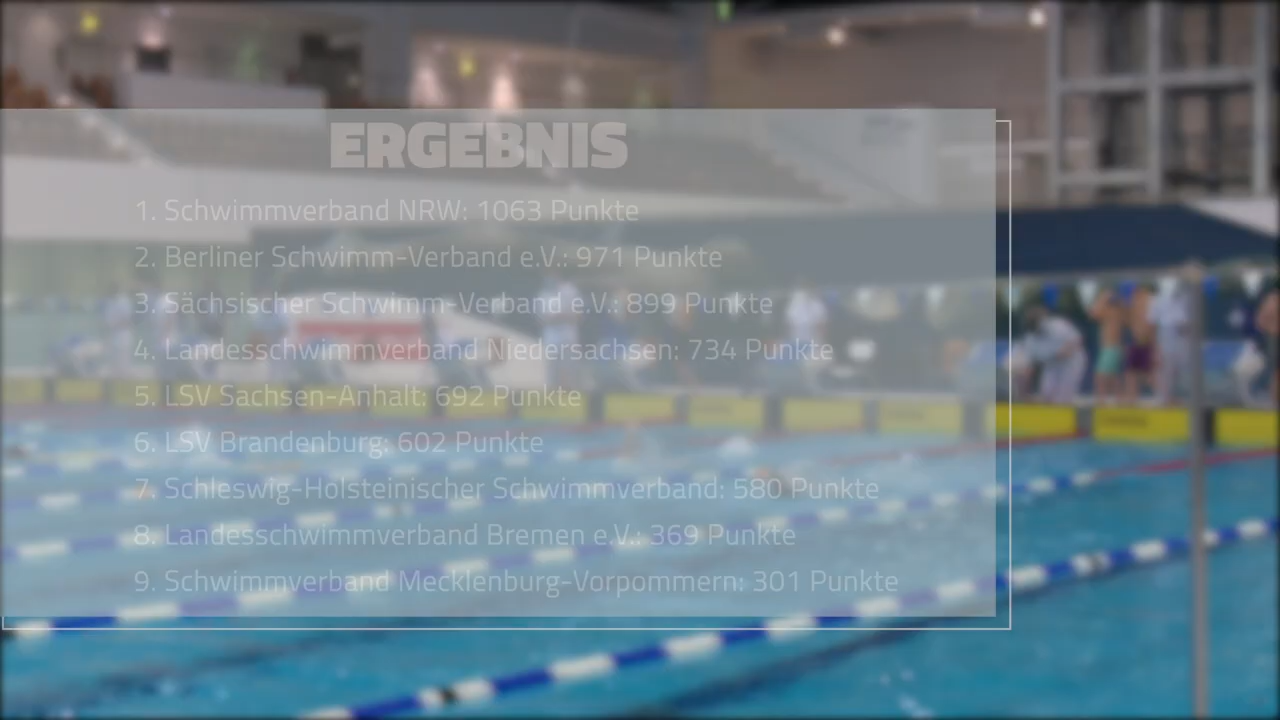 ERGEBNIS
1. Schwimmverband NRW: 1063 Punkte
2. Berliner Schwimm-Verband e.V.: 971 Punkte
3. Sächsischer Schwimm-Verband e.V.: 899 Punkte
4. Landesschwimmverband Niedersachsen: 734 Punkte
5. LSV Sachsen-Anhalt: 692 Punkte
6. LSV Brandenburg: 602 Punkte
7. Schleswig-Holsteinischer Schwimmverband: 580 Punkte
8. Landesschwimmverband Bremen e.V.: 369 Punkte
9. Schwimmverband Mecklenburg-Vorpommern: 301 Punkte